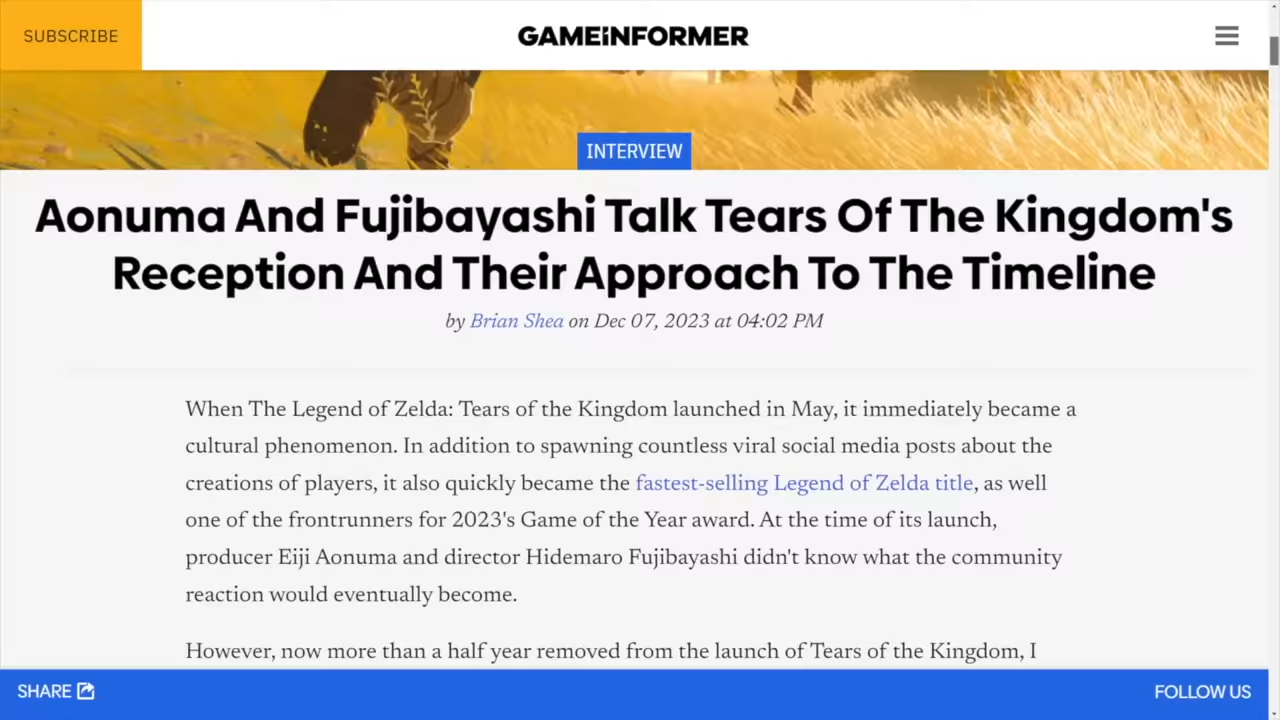 SUBSCRIBE
GAMEINFORMER
INTERVIEW
Aonuma And Fujibayashi Talk Tears Of The Kingdom's
Reception And Their Approach To The Timeline
by Brian Shea on Dec 07, 2023 at 04:02 PM
When The Legend of Zelda: Tears of the Kingdom launched in May, it immediately became a
cultural phenomenon. In addition to spawning countless viral social media posts about the
creations of players, it also quickly became the fastest-selling Legend of Zelda title, as well
one of the frontrunners for 2023's Game of the Year award. At the time of its launch,
producer Eiji Aonuma and director Hidemaro Fujibayashi didn't know what the community
reaction would eventually become.
However, now more than a half year removed from the launch of Tears of the Kingdom, I
SHARE
FOLLOW US